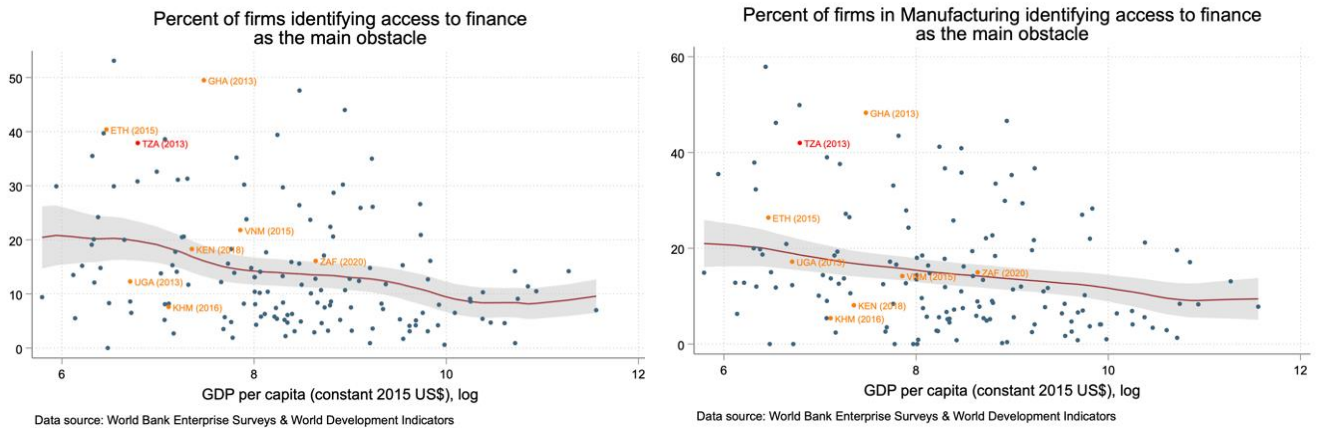 Percent of firms identifying access to finance
as the main obstacle
50
40
30
20
10
0
GHA (2013)
ETH (2015)
TZA (2013)
VNM (2015)
KEN (2018)
ZAF (2020)
UGA (2013)
KHM (2016)
6
8
10
12
GDP per capita (constant 2015 US$), log
Data source: World Bank Enterprise Surveys & World Development Indicators
Percent of firms in Manufacturing identifying access to finance
as the main obstacle
60
40
20
0
GHA (2013)
TZA (2013)
ETH (2015)
UGA (2013)
VNM (2015)
ZAF (2020)
KEN (2018)
KHM (2016)
6
8
10
12
GDP per capita (constant 2015 US$), log
Data source: World Bank Enterprise Surveys & World Development Indicators